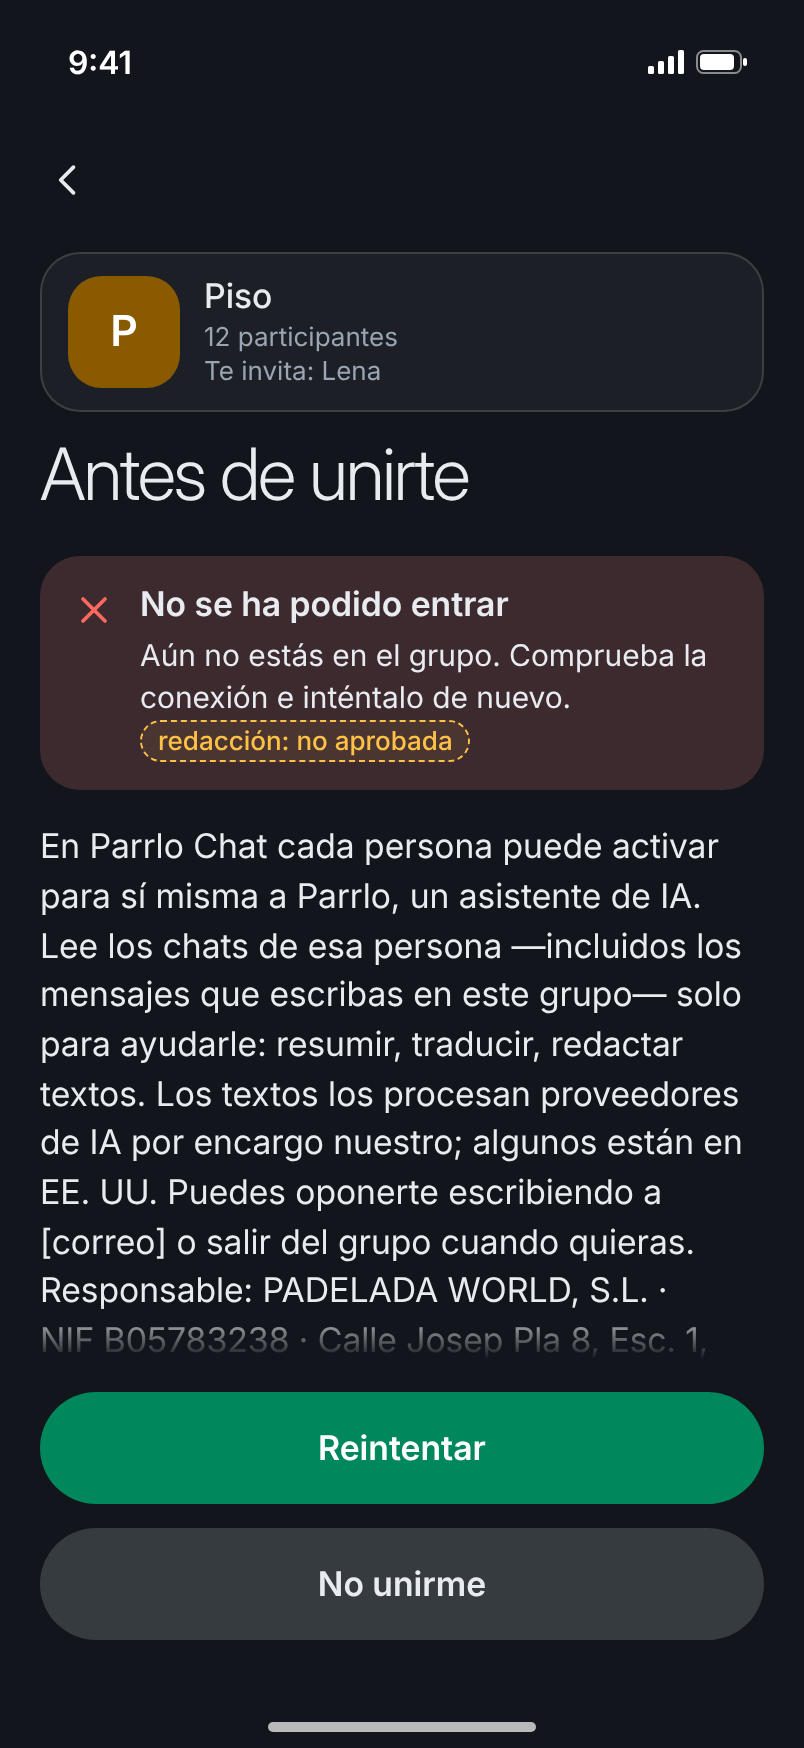 9:41
P
Piso
12 participantes
Te invita: Lena
Antes de unirte
No se ha podido entrar
Aún no estás en el grupo. Comprueba la
conexión e inténtalo de nuevo.
redacción: no aprobada
En Parrlo Chat cada persona puede activar
para sí misma a Parrlo, un asistente de IA.
Lee los chats de esa persona —incluidos los
mensajes que escribas en este grupo— solo
para ayudarle: resumir, traducir, redactar
textos. Los textos los procesan proveedores
de IA por encargo nuestro; algunos están en
EE. UU. Puedes oponerte escribiendo a
[correo] o salir del grupo cuando quieras.
Responsable: PADELADA WORLD, S.L. ·
NIF B05783238 · Calle Josep Pla 8, Esc. 1,
Reintentar
No unirme